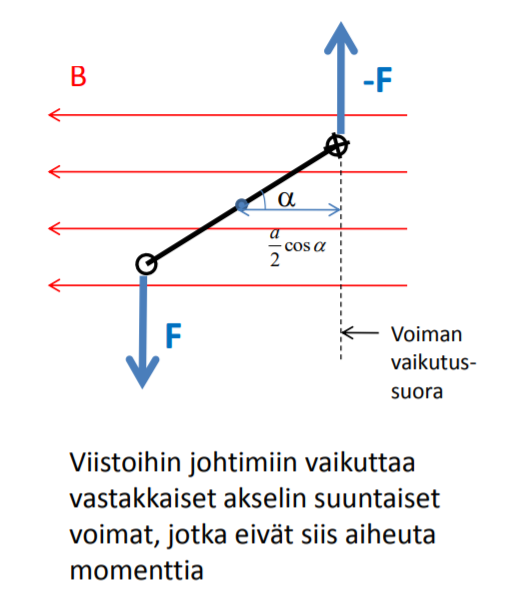 B
-F
α
a/2 cos α
F
Voiman
vaikutus-
suora
Viistoihin johtimiin vaikuttaa
vastakkaiset akselin suuntaiset
voimat, jotka eivät siis aiheuta
momenttia